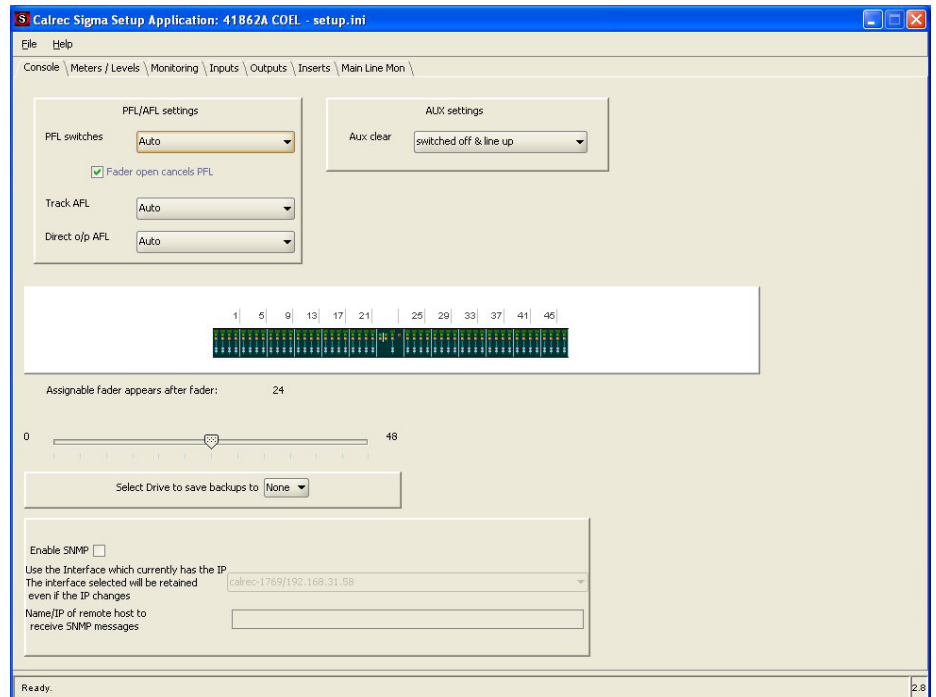 S Calrec Sigma Setup Application: 41862A COEL - setup.ini
File Help
Console Meters / Levels Monitoring Inputs Outputs Inserts Main Line Mon
PFL/AFL settings
PFL switches Auto
Fader open cancels PFL
Track AFL Auto
Direct o/p AFL Auto
AUX settings
Aux clear switched off & line up
1 5 9 13 17 21 25 29 33 37 41 45
Assignable fader appears after fader: 24
0 48
Select Drive to save backups to None
Enable SNMP
Use the Interface which currently has the IP
The interface selected will be retained
even if the IP changes
calrec-1769/192.168.31.58
Name/IP of remote host to
receive SNMP messages
Ready. 2.8